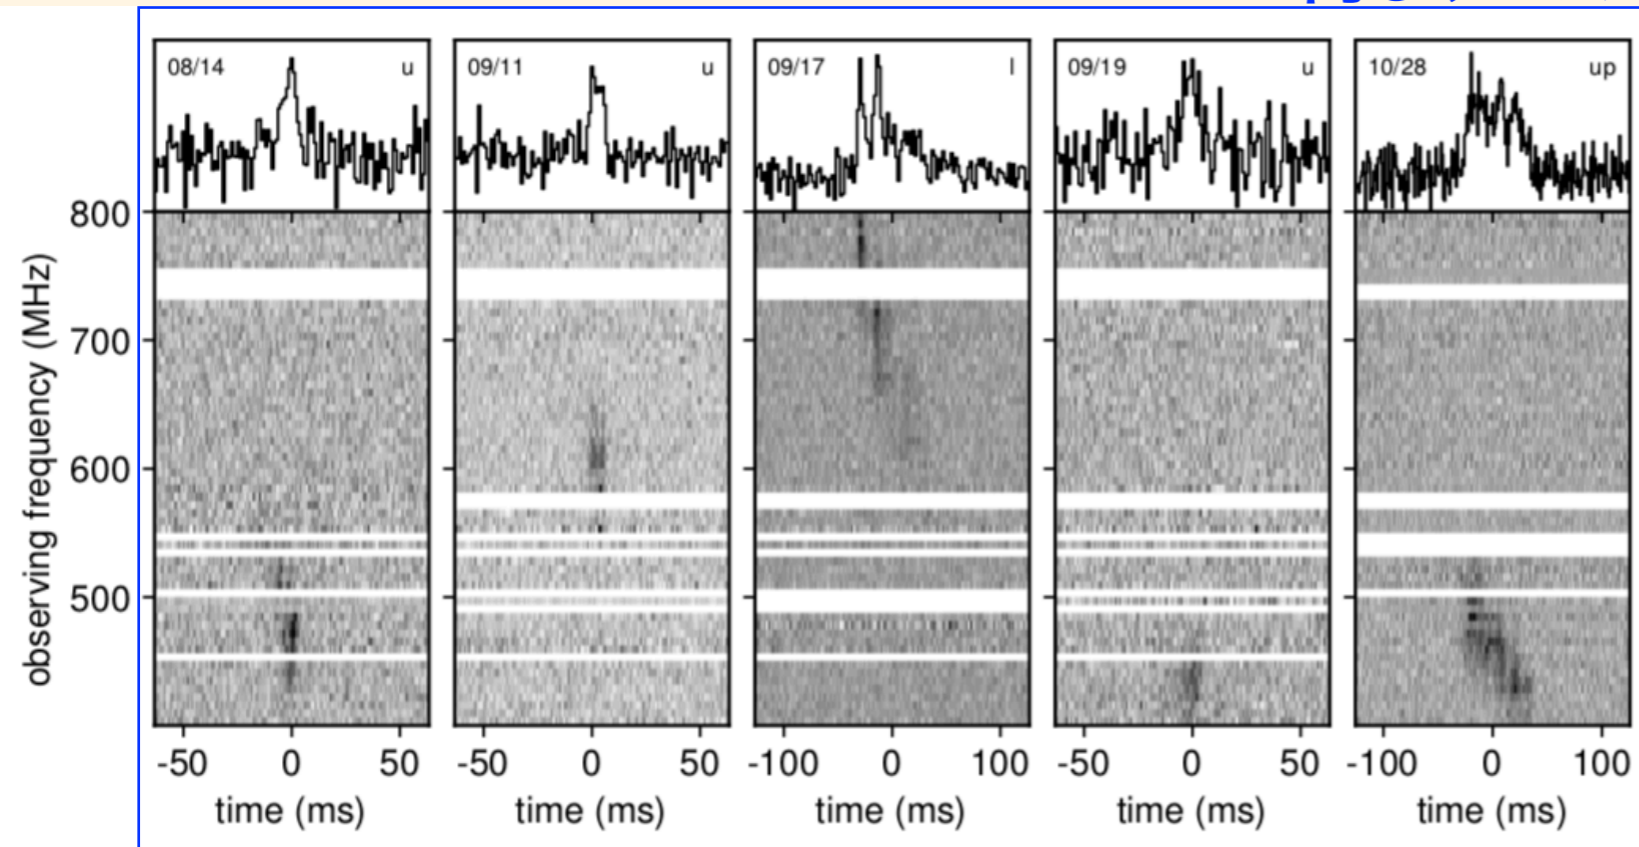 08/14 u 09/11 u 09/17 l 09/19 u 10/28 up
800
700
600
500
observing frequency (MHz)
-50 0 50 -50 0 50 -100 0 100 -50 0 50 -100 0 100
time (ms) time (ms) time (ms) time (ms) time (ms)